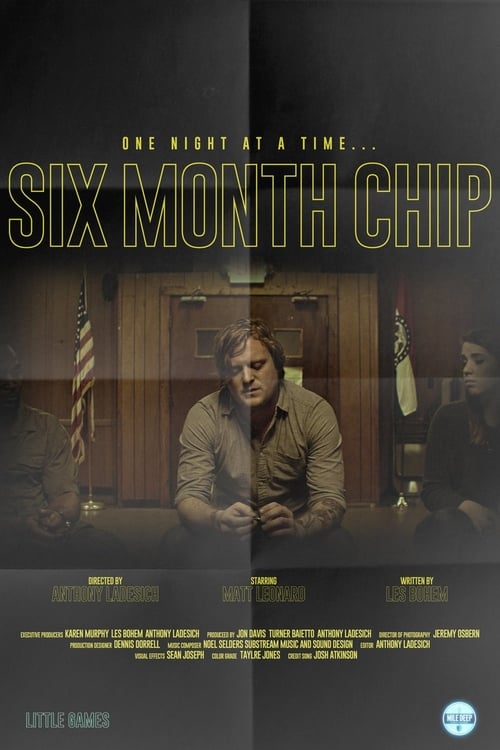 ONE NIGHT AT A TIME...
SIX MONTH CHIP
DIRECTED BY STARRING WRITTEN BY
ANTHONY LADESICH MATT LEONARD LES BOHEM
EXECUTIVE PRODUCERS KAREN MURPHY LES BOHEM ANTHONY LADESICH PRODUCEED BY JON DAVIS TURNER BAIETTO ANTHONY LADESICH DIRECTOR OF PHOTOGRAPHY JEREMY OSBERN
PRODUCTION DESIGNER DENNIS DORRELL MUSIC COMPOSER NOEL SELDERS SUBSTREAM MUSIC AND SOUND DESIGN EDITOR ANTHONY LADESICH
VISUAL EFFECTS SEAN JOSEPH COLOR GRADE TAYLRE JONES CREDIT SONG JOSH ATKINSON
LITTLE GAMES
MILE DEEP